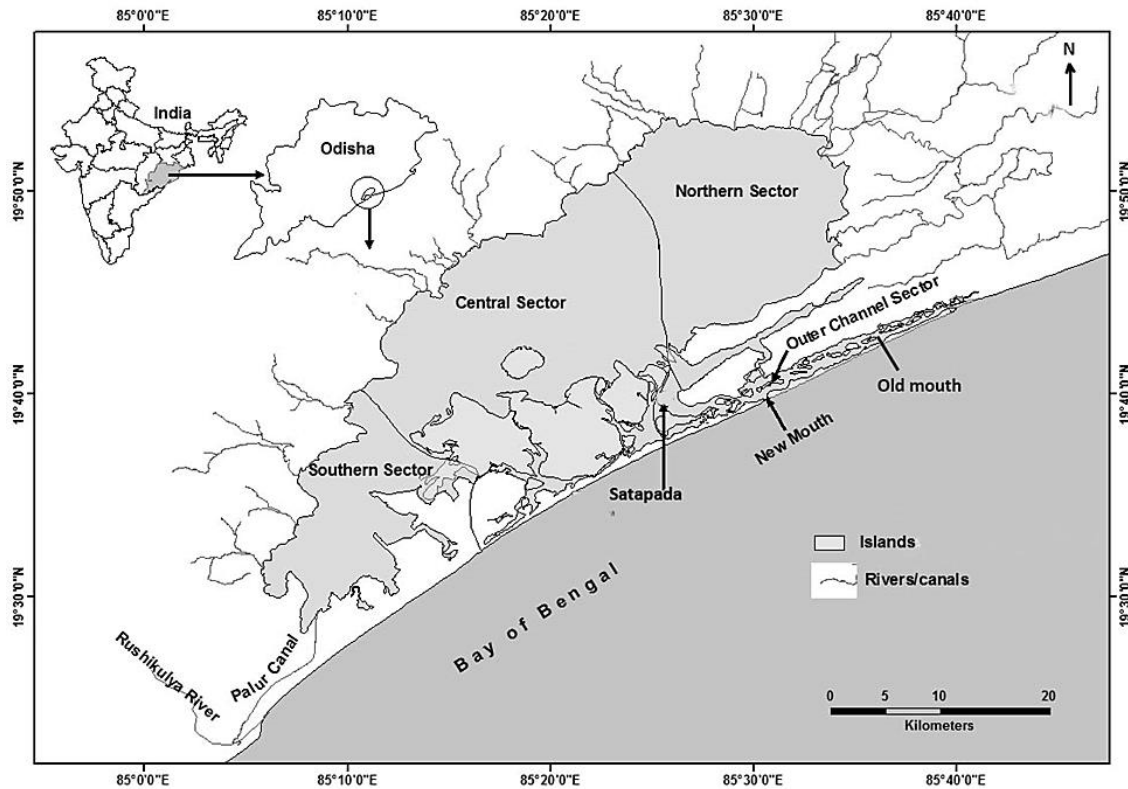 85°0'0"E 85°10'0"E 85°20'0"E 85°30'0"E 85°40'0"E
N
India
Odisha
19°50'0"N
Northern Sector
19°50'0"N
Central Sector
Outer Channel Sector
Old mouth
19°40'0"N
19°40'0"N
New Mouth
Southern Sector
Satapada
Islands
Rivers/canals
19°30'0"N
19°30'0"N
Bay of Bengal
Rushikulya River
Palur Canal
0 5 10 20
Kilometers
85°0'0"E 85°10'0"E 85°20'0"E 85°30'0"E 85°40'0"E